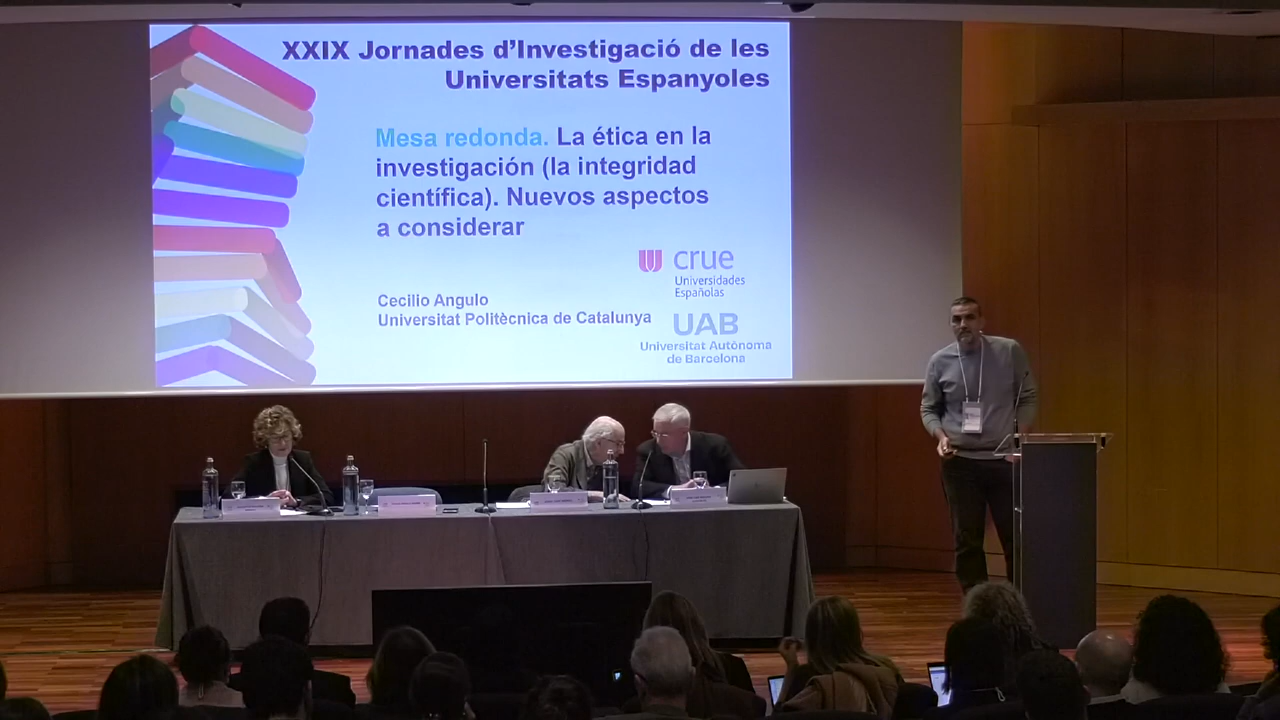 XXIX Jornades d'Investigació de les
Universitats Espanyoles
Mesa redonda. La ética en la
investigación (la integridad
científica). Nuevos aspectos
a considerar
crue
Universidades
Españolas
Cecilio Angulo
Universitat Politècnica de Catalunya
UAB
Universitat Autònoma
de Barcelona